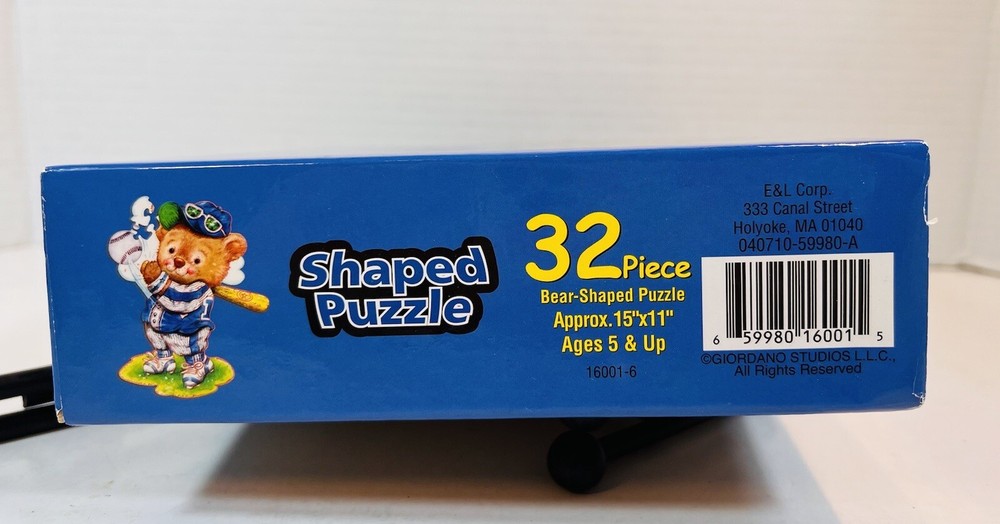 Shaped
Puzzle
32 Piece
Bear-Shaped Puzzle
Approx. 15"x11"
Ages 5 & Up
16001-6
E&L Corp.
333 Canal Street
Holyoke, MA 01040
040710-59980-A
6 59980 16001 5
©GIORDANO STUDIOS L.L.C.,
All Rights Reserved